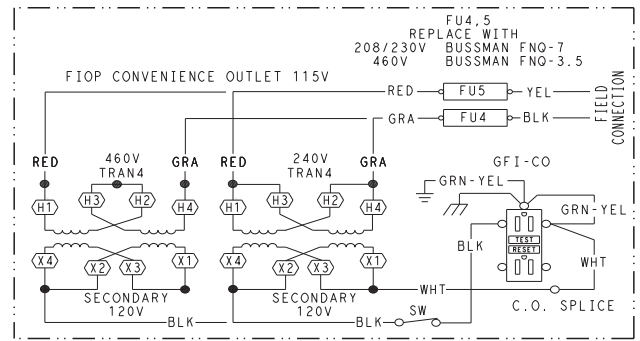 FU4,5
REPLACE WITH
208/230V BUSSMAN FNQ-7
460V BUSSMAN FNQ-3.5
FIOP CONVENIENCE OUTLET 115V
RED FU5 YEL
GRA FU4 BLK
FIELD
CONNECTION
RED 460V GRA RED 240V GRA
TRAN4 TRAN4
GFI-CO
GRN-YEL
H1 H3 H2 H4 H1 H3 H2 H4
GRN-YEL
BLK
TEST
RESET
X4 X2 X3 X1 X4 X2 X3 X1
WHT
WHT
SECONDARY SECONDARY
120V 120V
C.O. SPLICE
SW
BLK BLK